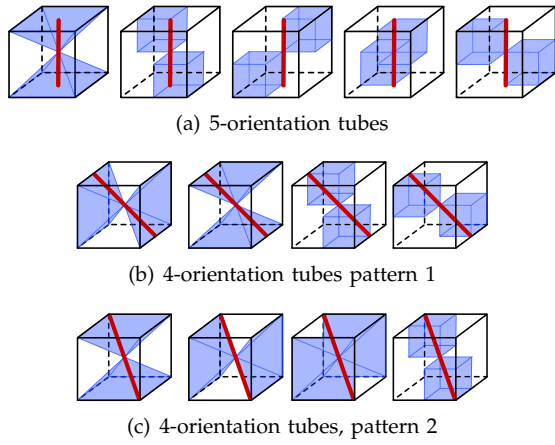 (a) 5-orientation tubes
(b) 4-orientation tubes pattern 1
(c) 4-orientation tubes, pattern 2